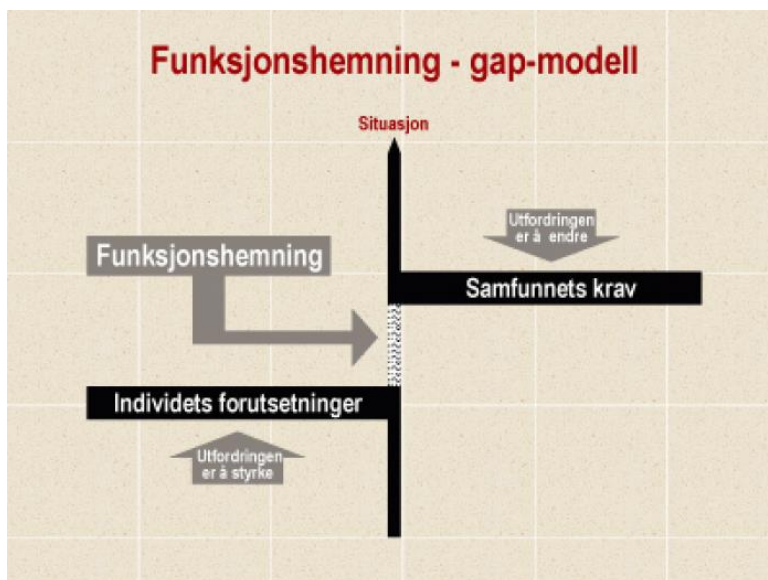 Funksjonshemning - gap-modell
Situasjon
Utfordringen
er å endre
Funksjonshemning
Samfunnets krav
Individets forutsetninger
Utfordringen
er å styrke